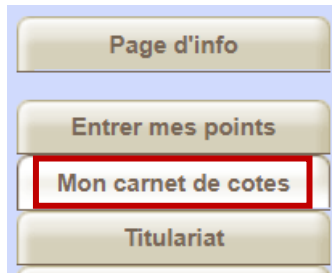 Page d'info
Entrer mes points
Mon carnet de cotes
Titulariat